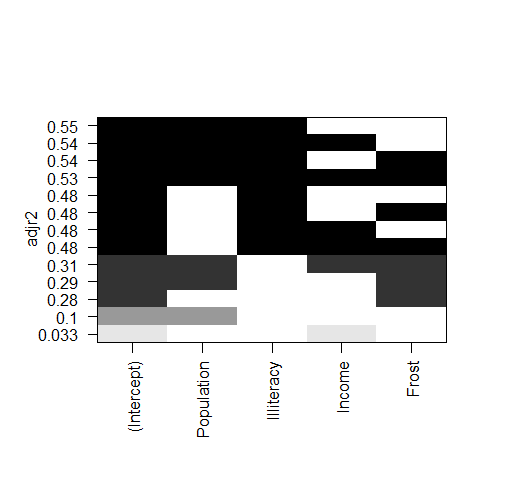 adjr2
0.55
0.54
0.54
0.53
0.48
0.48
0.48
0.48
0.31
0.29
0.28
0.1
0.033
(Intercept)
Population
Illiteracy
Income
Frost